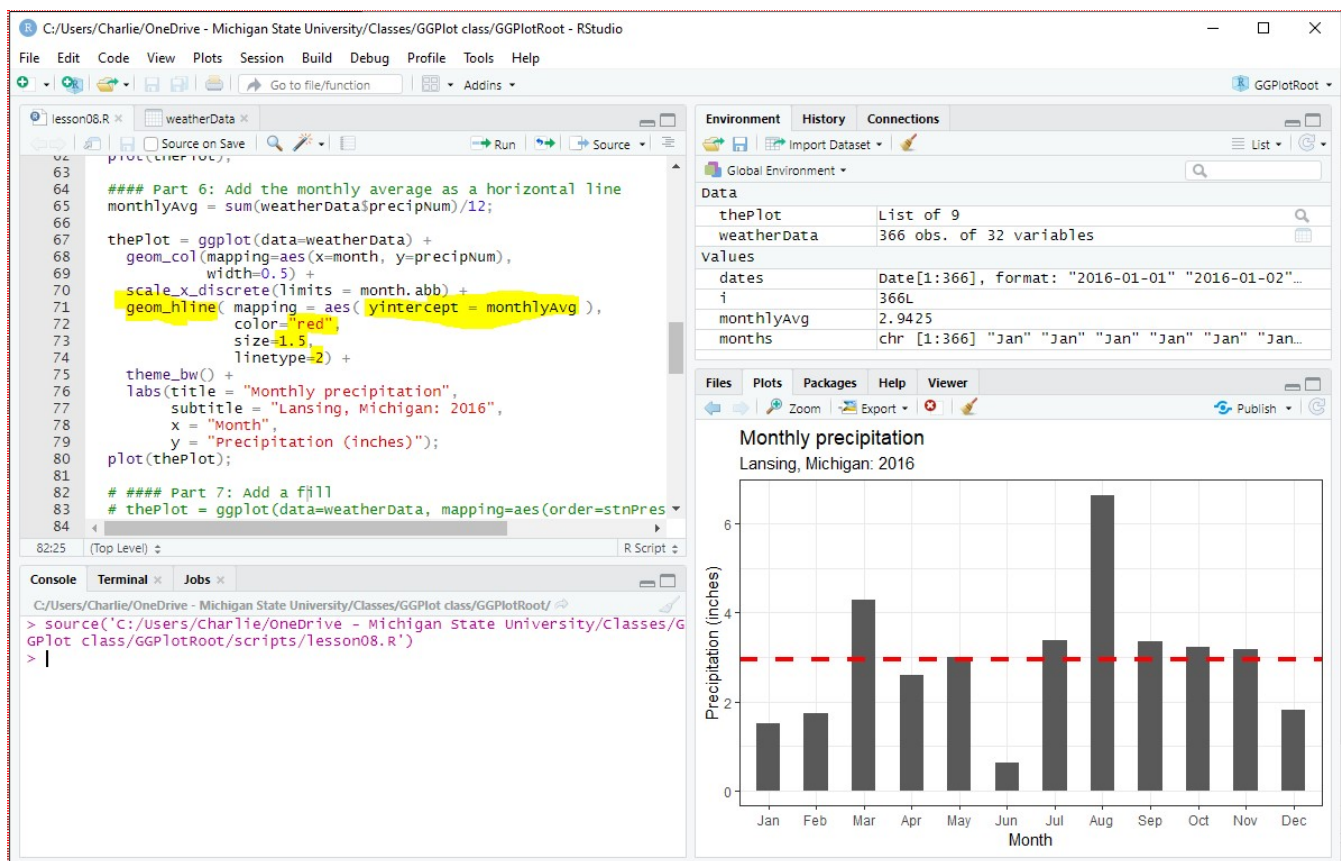 C:/Users/Charlie/OneDrive - Michigan State University/Classes/GGPlot class/GGPlotRoot - RStudio
File Edit Code View Plots Session Build Debug Profile Tools Help
Go to file/function Addins GGPlotRoot
lesson08.R weatherData
Source on Save Run Source
62 plot(thePlot);
63
64 #### Part 6: Add the monthly average as a horizontal line
65 monthlyAvg = sum(weatherData$precipNum)/12;
66
67 thePlot = ggplot(data=weatherData) +
68 geom_col(mapping=aes(x=month, y=precipNum),
69 width=0.5) +
70 scale_x_discrete(limits = month.abb) +
71 geom_hline( mapping = aes( yintercept = monthlyAvg ),
72 color="red",
73 size=1.5,
74 linetype=2) +
75 theme_bw() +
76 labs(title = "Monthly precipitation",
77 subtitle = "Lansing, Michigan: 2016",
78 x = "Month",
79 y = "Precipitation (inches)");
80 plot(thePlot);
81
82 # #### Part 7: Add a fill
83 # thePlot = ggplot(data=weatherData, mapping=aes(order=stnPres
84
82:25 (Top Level) R Script
Console Terminal Jobs
C:/Users/Charlie/OneDrive - Michigan State University/Classes/GGPlot class/GGPlotRoot/
> source('C:/Users/Charlie/OneDrive - Michigan State University/Classes/G
GPlot class/GGPlotRoot/scripts/lesson08.R')
>
Environment History Connections
Import Dataset List
Global Environment
Data
thePlot List of 9
weatherData 366 obs. of 32 variables
Values
dates Date[1:366], format: "2016-01-01" "2016-01-02"…
i 366L
monthlyAvg 2.9425
months chr [1:366] "Jan" "Jan" "Jan" "Jan" "Jan" "Jan…
Files Plots Packages Help Viewer
Zoom Export Publish
Monthly precipitation
Lansing, Michigan: 2016
Precipitation (inches)
6
4
2
0
Jan Feb Mar Apr May Jun Jul Aug Sep Oct Nov Dec
Month